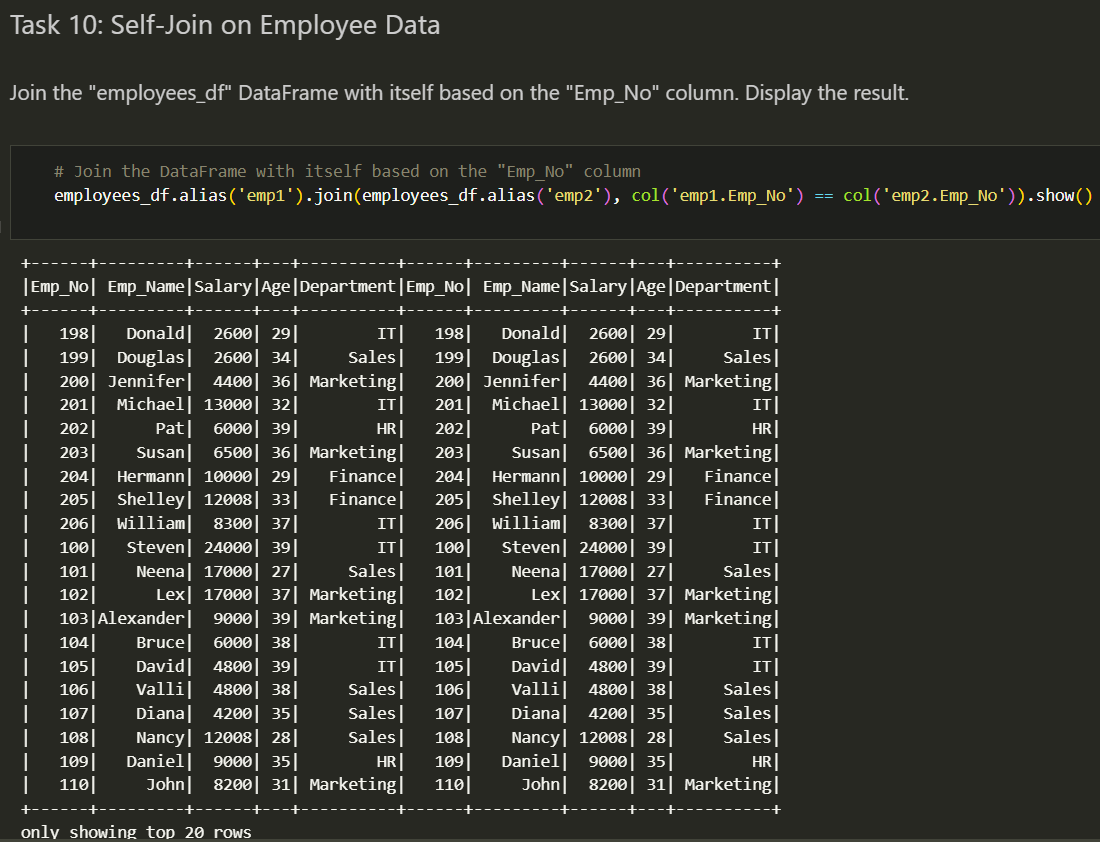 Task 10: Self-Join on Employee Data
Join the "employees_df" DataFrame with itself based on the "Emp_No" column. Display the result.
# Join the DataFrame with itself based on the "Emp_No" column
employees_df.alias('emp1').join(employees_df.alias('emp2'), col('emp1.Emp_No') == col('emp2.Emp_No')).show()
+------+---------+------+---+----------+------+---------+------+---+----------+
|Emp_No| Emp_Name|Salary|Age|Department|Emp_No| Emp_Name|Salary|Age|Department|
+------+---------+------+---+----------+------+---------+------+---+----------+
|   198|   Donald|  2600| 29|        IT|   198|   Donald|  2600| 29|        IT|
|   199|  Douglas|  2600| 34|     Sales|   199|  Douglas|  2600| 34|     Sales|
|   200| Jennifer|  4400| 36| Marketing|   200| Jennifer|  4400| 36| Marketing|
|   201|  Michael| 13000| 32|        IT|   201|  Michael| 13000| 32|        IT|
|   202|      Pat|  6000| 39|        HR|   202|      Pat|  6000| 39|        HR|
|   203|    Susan|  6500| 36| Marketing|   203|    Susan|  6500| 36| Marketing|
|   204|  Hermann| 10000| 29|   Finance|   204|  Hermann| 10000| 29|   Finance|
|   205|  Shelley| 12008| 33|   Finance|   205|  Shelley| 12008| 33|   Finance|
|   206|  William|  8300| 37|        IT|   206|  William|  8300| 37|        IT|
|   100|   Steven| 24000| 39|        IT|   100|   Steven| 24000| 39|        IT|
|   101|    Neena| 17000| 27|     Sales|   101|    Neena| 17000| 27|     Sales|
|   102|      Lex| 17000| 37| Marketing|   102|      Lex| 17000| 37| Marketing|
|   103|Alexander|  9000| 39| Marketing|   103|Alexander|  9000| 39| Marketing|
|   104|    Bruce|  6000| 38|        IT|   104|    Bruce|  6000| 38|        IT|
|   105|    David|  4800| 39|        IT|   105|    David|  4800| 39|        IT|
|   106|    Valli|  4800| 38|     Sales|   106|    Valli|  4800| 38|     Sales|
|   107|    Diana|  4200| 35|     Sales|   107|    Diana|  4200| 35|     Sales|
|   108|    Nancy| 12008| 28|     Sales|   108|    Nancy| 12008| 28|     Sales|
|   109|   Daniel|  9000| 35|        HR|   109|   Daniel|  9000| 35|        HR|
|   110|     John|  8200| 31| Marketing|   110|     John|  8200| 31| Marketing|
+------+---------+------+---+----------+------+---------+------+---+----------+
only showing top 20 rows